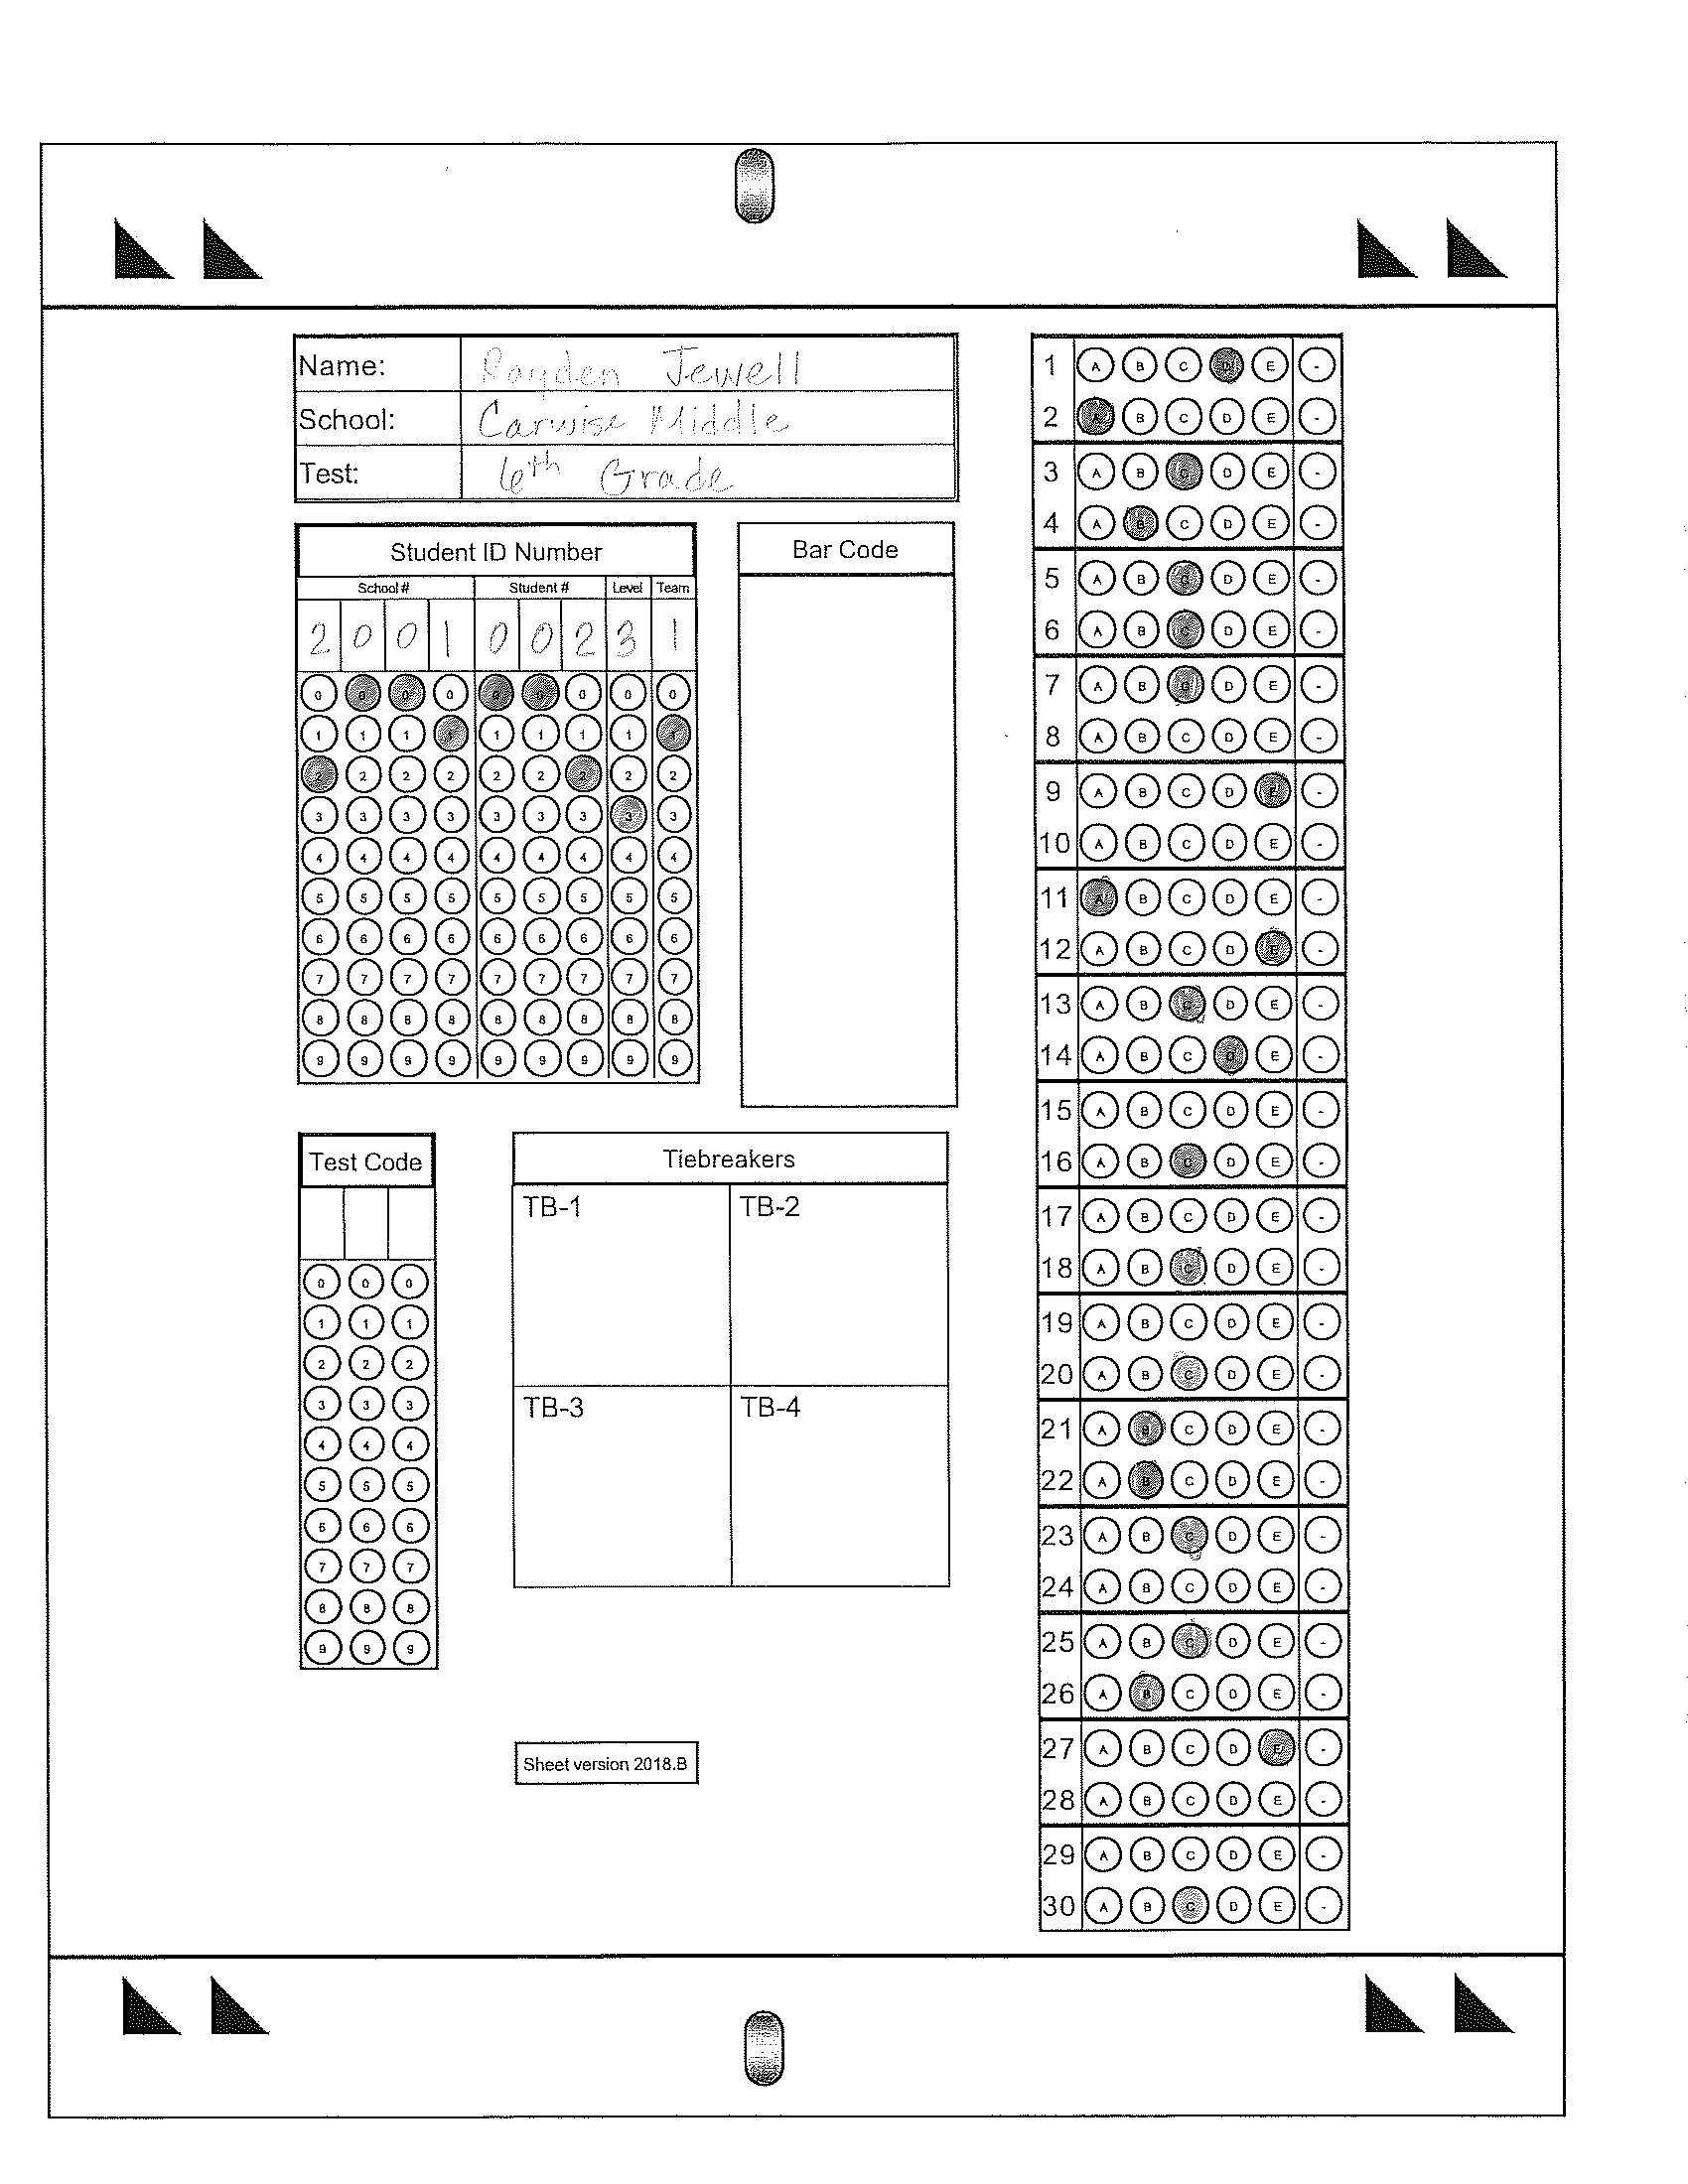 Name: Rayden Jewell
School: Carwise Middle
Test: 6th Grade
Student ID Number
School # Student # Level Team
2 0 0 1 0 0 2 3 1
0 0 0 0 0 0 0 0 0
1 1 1 1 1 1 1 1 1
2 2 2 2 2 2 2 2 2
3 3 3 3 3 3 3 3 3
4 4 4 4 4 4 4 4 4
5 5 5 5 5 5 5 5 5
6 6 6 6 6 6 6 6 6
7 7 7 7 7 7 7 7 7
8 8 8 8 8 8 8 8 8
9 9 9 9 9 9 9 9 9
Bar Code
Test Code
0 0 0
1 1 1
2 2 2
3 3 3
4 4 4
5 5 5
6 6 6
7 7 7
8 8 8
9 9 9
Tiebreakers
TB-1 TB-2
TB-3 TB-4
Sheet version 2018.B
1 A B C D E -
2 A B C D E -
3 A B C D E -
4 A B C D E -
5 A B C D E -
6 A B C D E -
7 A B C D E -
8 A B C D E -
9 A B C D E -
10 A B C D E -
11 A B C D E -
12 A B C D E -
13 A B C D E -
14 A B C D E -
15 A B C D E -
16 A B C D E -
17 A B C D E -
18 A B C D E -
19 A B C D E -
20 A B C D E -
21 A B C D E -
22 A B C D E -
23 A B C D E -
24 A B C D E -
25 A B C D E -
26 A B C D E -
27 A B C D E -
28 A B C D E -
29 A B C D E -
30 A B C D E -